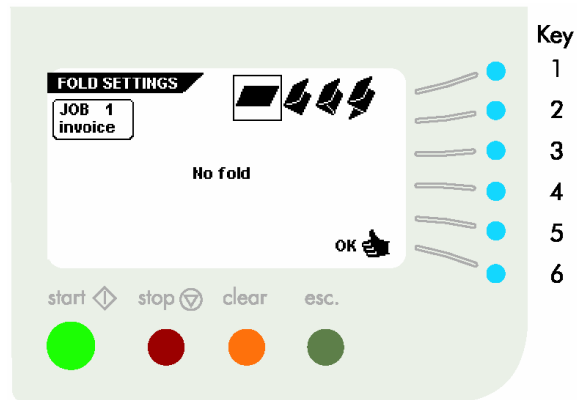 Key
FOLD SETTINGS
1
JOB 1
invoice
2
3
No fold
4
5
OK
6
start stop clear esc.